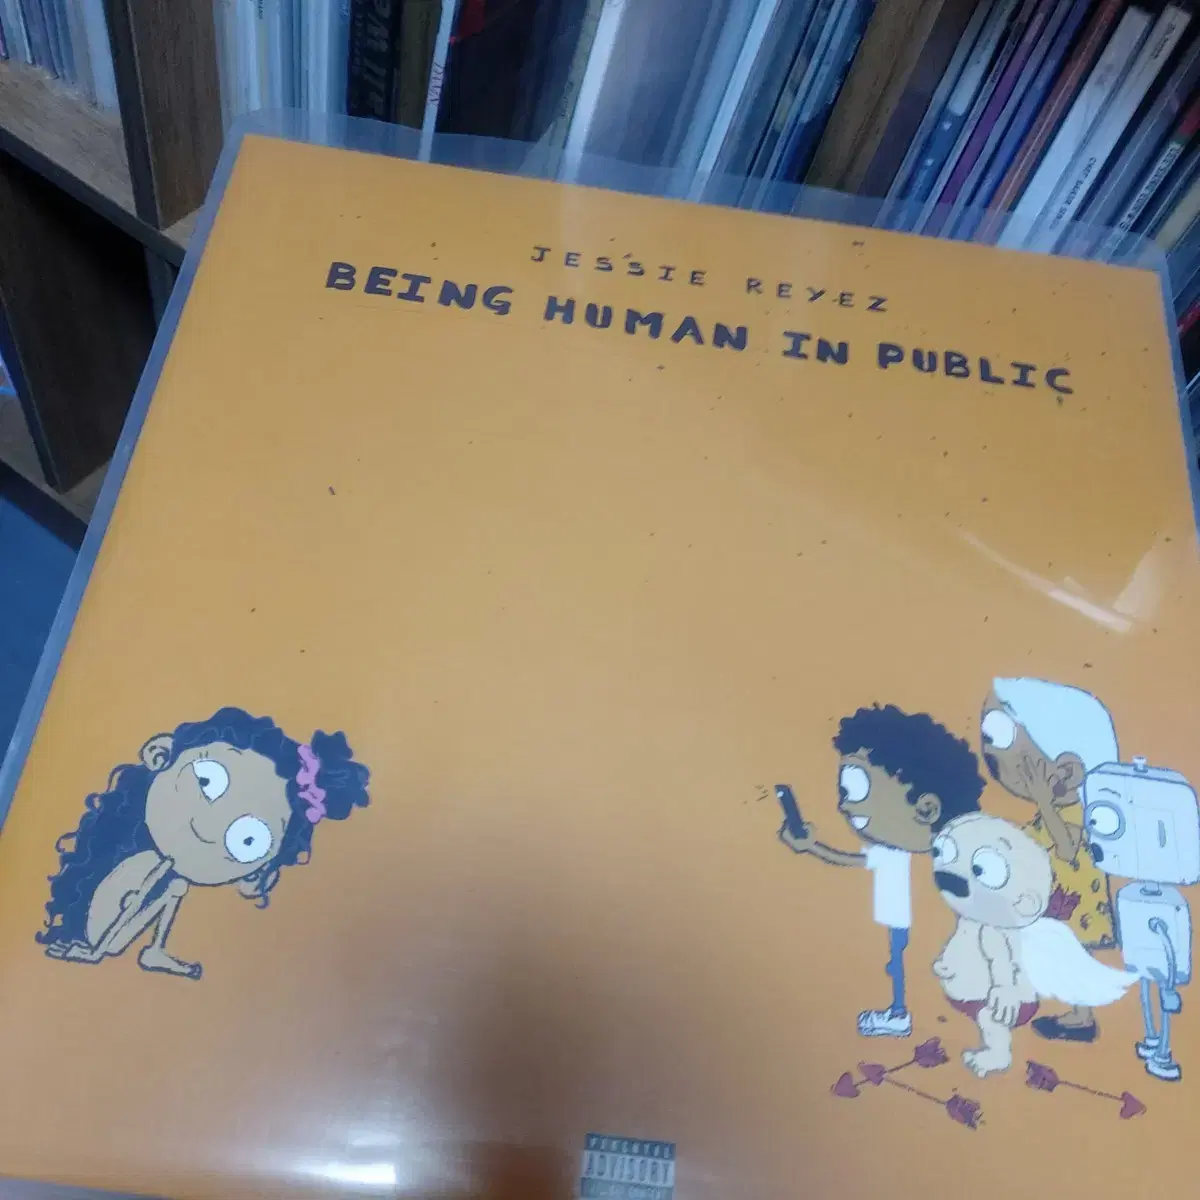 JESSIE REYEZ
BEING HUMAN IN PUBLIC
PARENTAL
ADVISORY